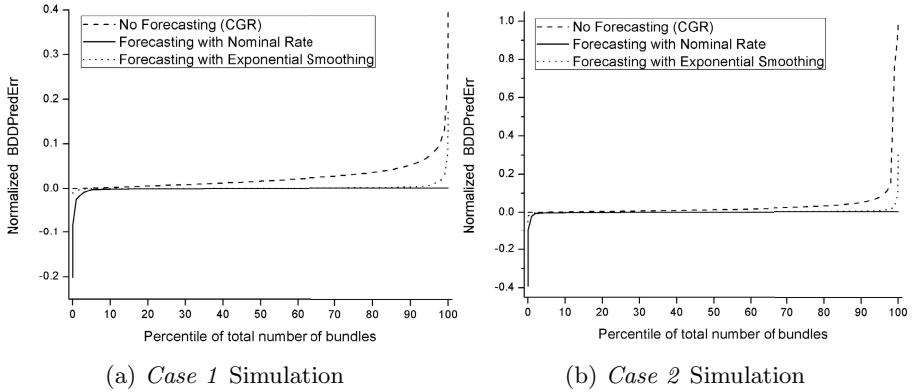 No Forecasting (CGR)
Forecasting with Nominal Rate
Forecasting with Exponential Smoothing
Normalized BDDPredErr
0.4
0.3
0.2
0.1
0.0
-0.1
-0.2
0 10 20 30 40 50 60 70 80 90 100
Percentile of total number of bundles
(a) Case 1 Simulation
No Forecasting (CGR)
Forecasting with Nominal Rate
Forecasting with Exponential Smoothing
Normalized BDDPredErr
1.0
0.8
0.6
0.4
0.2
0.0
-0.2
-0.4
0 10 20 30 40 50 60 70 80 90 100
Percentile of total number of bundles
(b) Case 2 Simulation